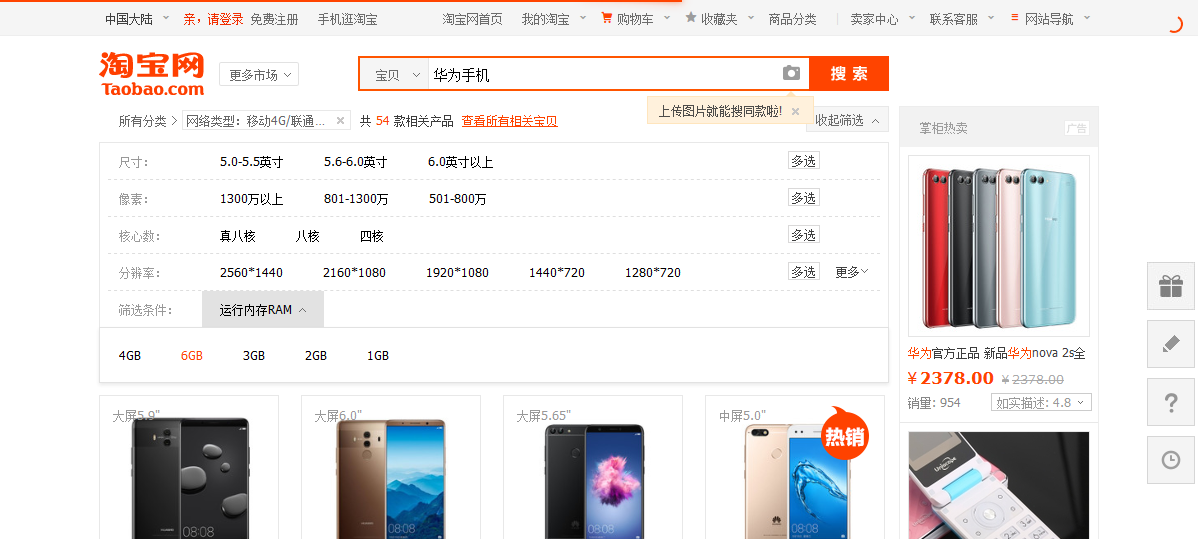 中国大陆 亲，请登录 免费注册 手机逛淘宝 淘宝网首页 我的淘宝 购物车 收藏夹 商品分类 卖家中心 联系客服 网站导航
淘宝网
Taobao.com
更多市场
宝贝 华为手机 搜索
上传图片就能搜同款啦!
所有分类 网络类型: 移动4G/联通... 共 54 款相关产品 查看所有相关宝贝 收起筛选
尺寸: 5.0-5.5英寸 5.6-6.0英寸 6.0英寸以上 多选
像素: 1300万以上 801-1300万 501-800万 多选
核心数: 真八核 八核 四核 多选
分辨率: 2560*1440 2160*1080 1920*1080 1440*720 1280*720 多选 更多
筛选条件: 运行内存RAM
4GB 6GB 3GB 2GB 1GB
大屏5.9" 大屏6.0" 大屏5.65" 中屏5.0"
热销
08:08 08:08 08:08 08:08
HUAWEI
掌柜热卖 广告
华为官方正品 新品华为nova 2s全
¥2378.00 ¥2378.00
销量: 954 如实描述: 4.8
Uniscope